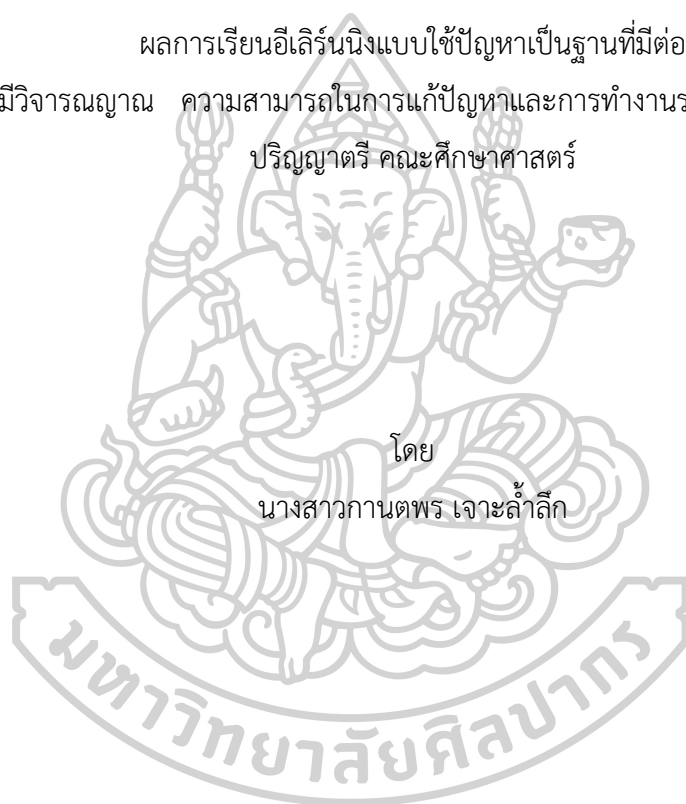 ผลการเรียนอีเลิร์นนิงแบบใช้ปัญหาเป็นฐานที่มีต่อ
มีวิจารณญาณ ความสามารถในการแก้ปัญหาและการทำงานร
ปริญญาตรี คณะศึกษาศาสตร์
โดย
นางสาวกานตพร เจาะล้ำลึก
มหาวิทยาลัยศิลปากร